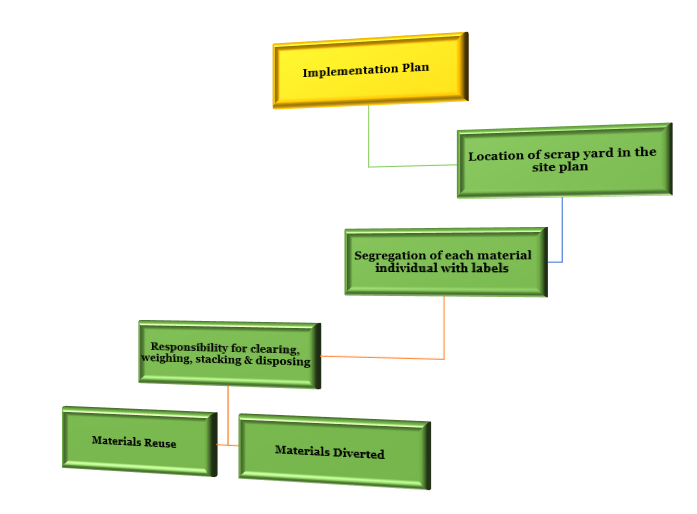 Implementation Plan
Location of scrap yard in the
site plan
Segregation of each material
individual with labels
Responsibility for clearing,
weighing, stacking & disposing
Materials Reuse
Materials Diverted